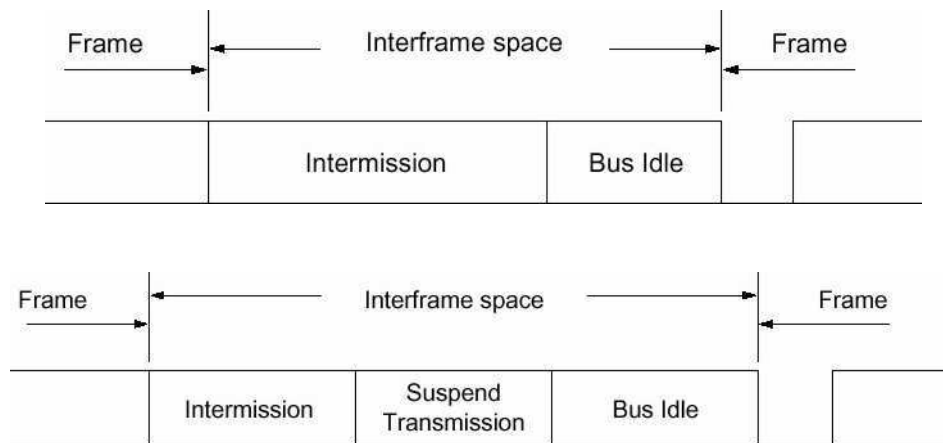 Frame Interframe space Frame
Intermission Bus Idle
Frame Interframe space Frame
Intermission Suspend Transmission Bus Idle